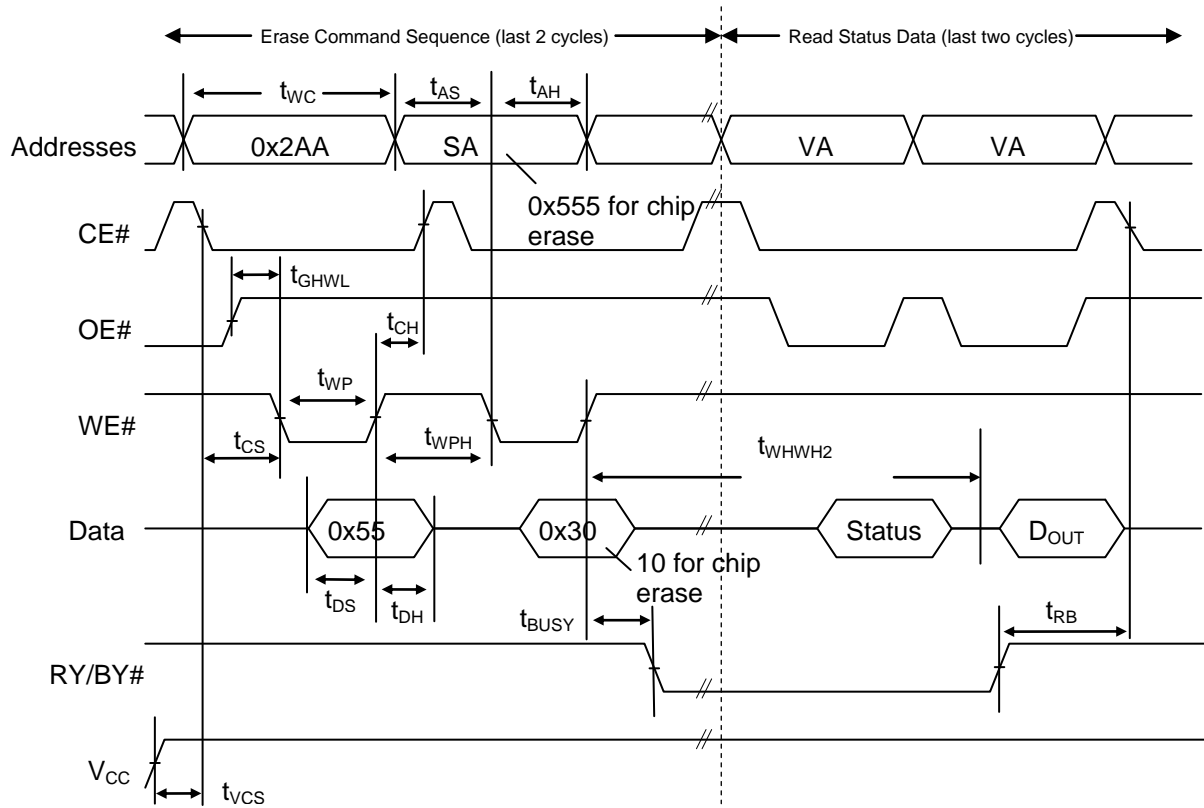 Erase Command Sequence (last 2 cycles)
Read Status Data (last two cycles)
tWC
tAS
tAH
Addresses
0x2AA
SA
VA
VA
0x555 for chip
erase
CE#
tGHWL
OE#
tCH
tWP
WE#
tCS
tWPH
tWHWH2
Data
0x55
0x30
Status
DOUT
10 for chip
erase
tDS
tDH
tBUSY
tRB
RY/BY#
VCC
tVCS